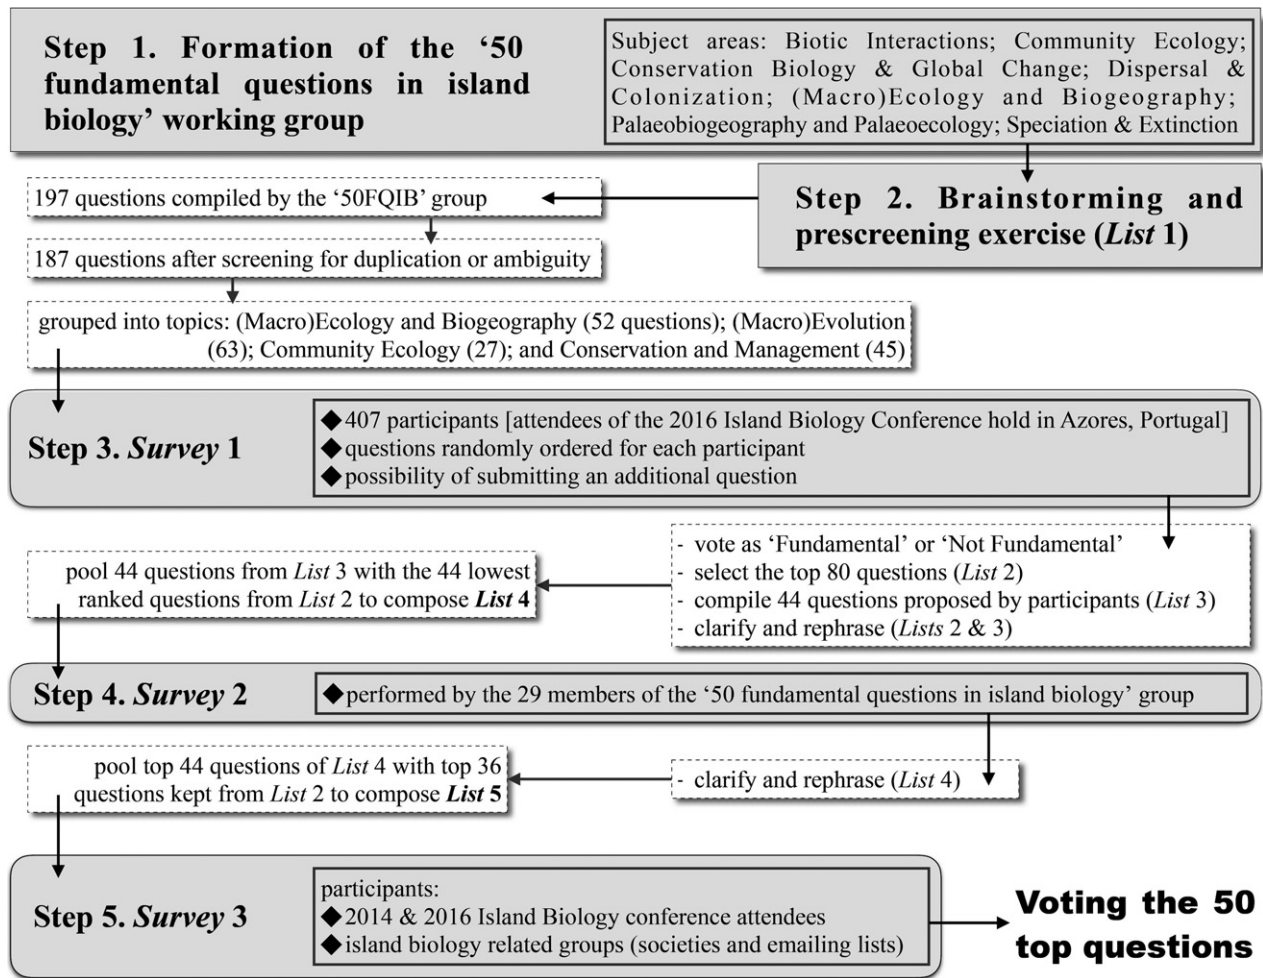 Step 1. Formation of the ‘50
fundamental questions in island
biology’ working group
Subject areas: Biotic Interactions; Community Ecology;
Conservation Biology & Global Change; Dispersal &
Colonization; (Macro)Ecology and Biogeography;
Palaeobiogeography and Palaeoecology; Speciation & Extinction
197 questions compiled by the ‘50FQIB’ group
Step 2. Brainstorming and
prescreening exercise (List 1)
187 questions after screening for duplication or ambiguity
grouped into topics: (Macro)Ecology and Biogeography (52 questions); (Macro)Evolution
(63); Community Ecology (27); and Conservation and Management (45)
Step 3. Survey 1
◆407 participants [attendees of the 2016 Island Biology Conference hold in Azores, Portugal]
◆questions randomly ordered for each participant
◆possibility of submitting an additional question
- vote as ‘Fundamental’ or ‘Not Fundamental’
- select the top 80 questions (List 2)
- compile 44 questions proposed by participants (List 3)
- clarify and rephrase (Lists 2 & 3)
pool 44 questions from List 3 with the 44 lowest
ranked questions from List 2 to compose List 4
Step 4. Survey 2
◆performed by the 29 members of the ‘50 fundamental questions in island biology’ group
- clarify and rephrase (List 4)
pool top 44 questions of List 4 with top 36
questions kept from List 2 to compose List 5
Step 5. Survey 3
participants:
◆2014 & 2016 Island Biology conference attendees
◆island biology related groups (societies and emailing lists)
Voting the 50
top questions